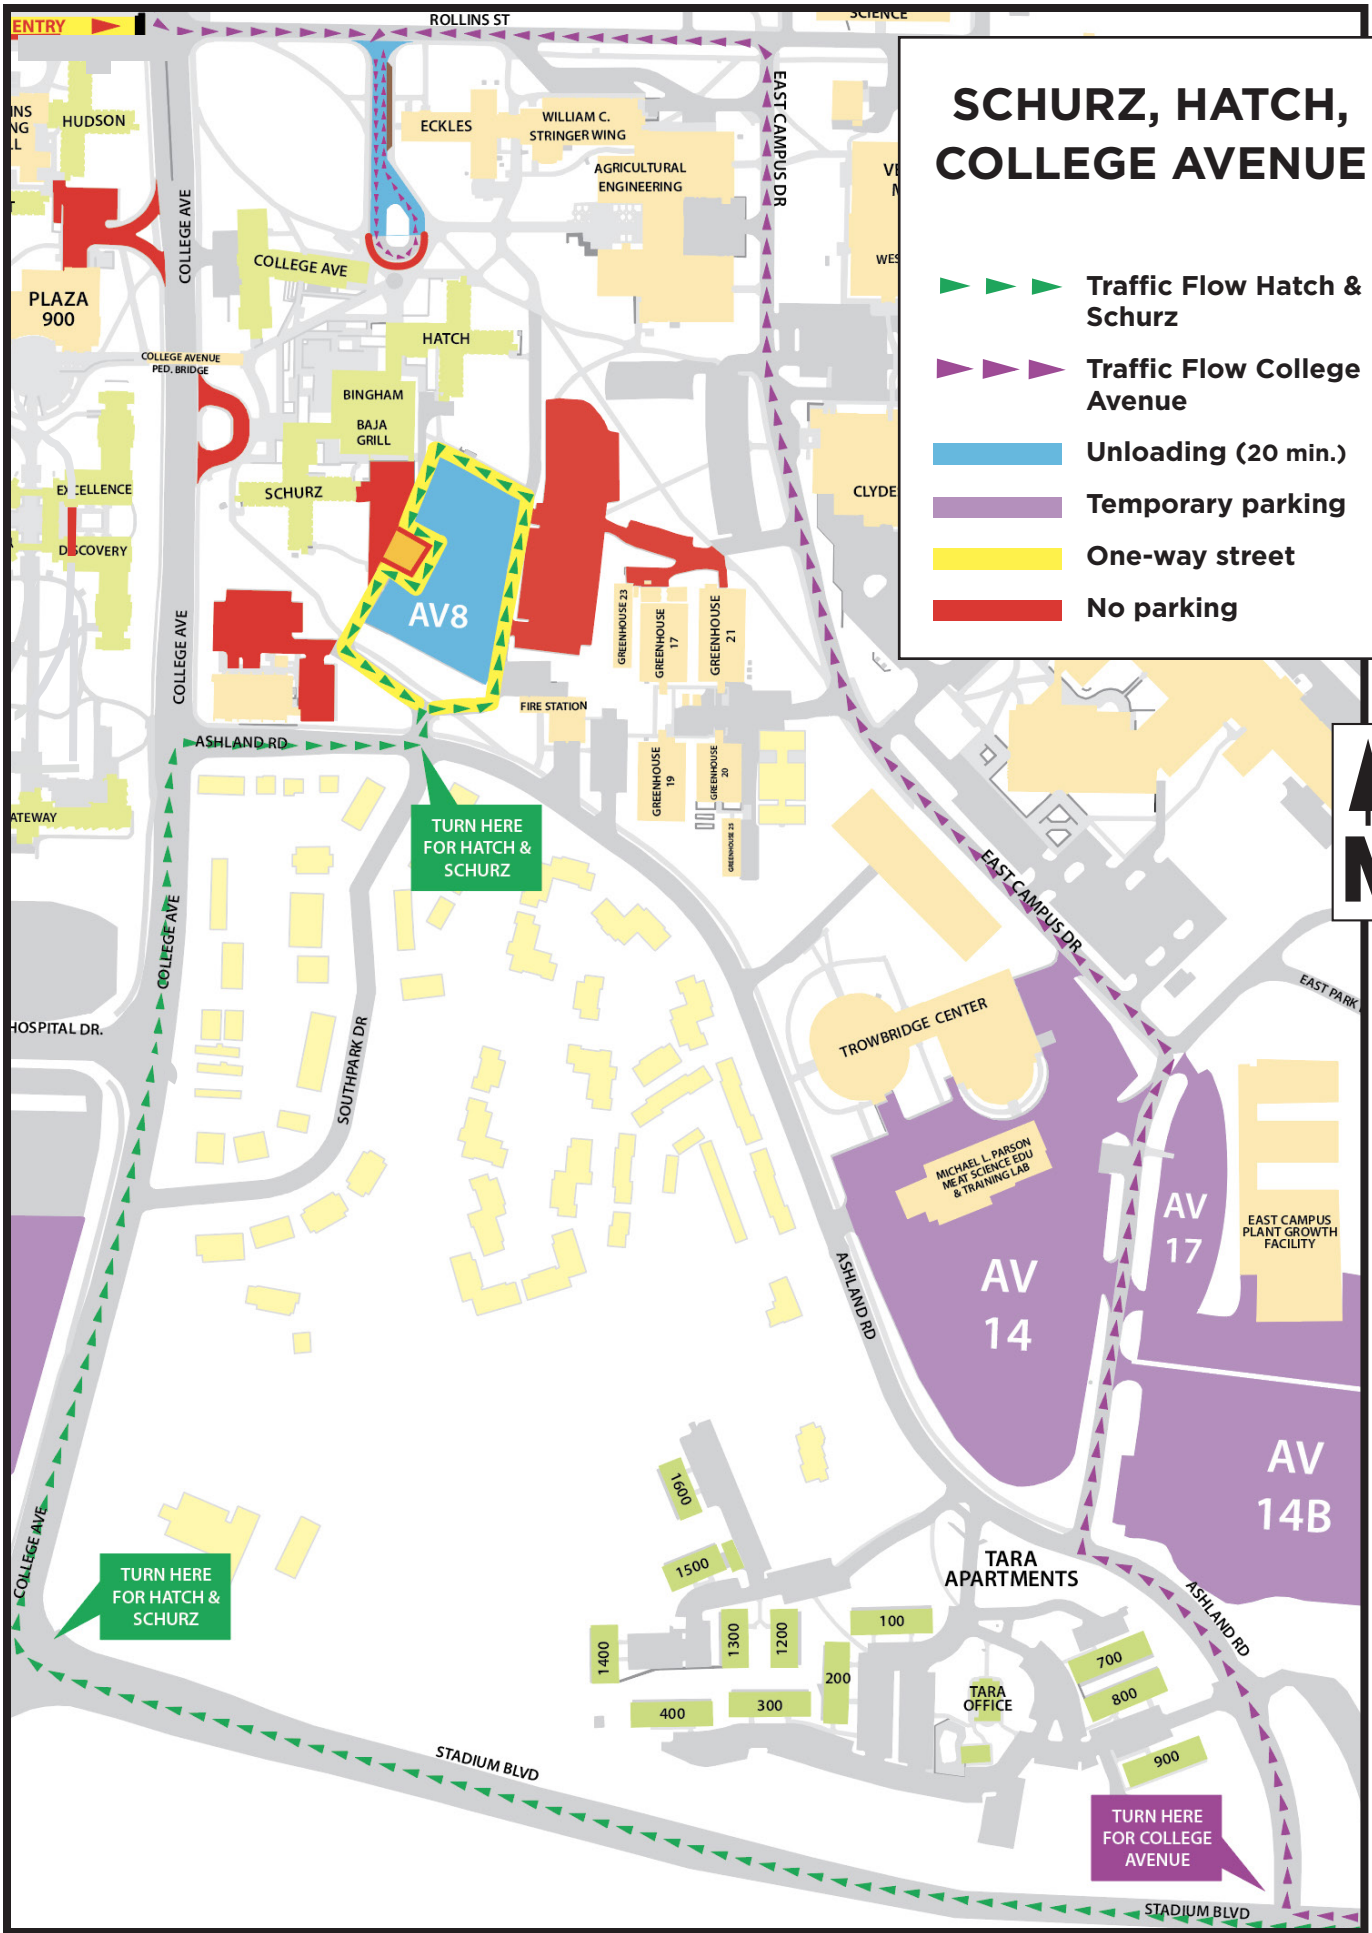 ENTRY
ROLLINS ST
SCIENCE
SCHURZ, HATCH,
COLLEGE AVENUE
Traffic Flow Hatch &
Schurz
Traffic Flow College
Avenue
Unloading (20 min.)
Temporary parking
One-way street
No parking
HUDSON
ECKLES
WILLIAM C.
STRINGER WING
AGRICULTURAL
ENGINEERING
EAST CAMPUS DR
COLLEGE AVE
COLLEGE AVE
PLAZA
900
HATCH
COLLEGE AVENUE
PED. BRIDGE
BINGHAM
BAJA
GRILL
EXCELLENCE
SCHURZ
DISCOVERY
AV8
COLLEGE AVE
GREENHOUSE 23
GREENHOUSE
17
GREENHOUSE
21
FIRE STATION
ASHLAND RD
GREENHOUSE
19
GREENHOUSE
20
GREENHOUSE 25
TURN HERE
FOR HATCH &
SCHURZ
EAST CAMPUS DR
COLLEGE AVE
EAST PARK
HOSPITAL DR.
SOUTHPARK DR
TROWBRIDGE CENTER
MICHAEL L. PARSON
MEAT SCIENCE EDU
& TRAINING LAB
AV
17
EAST CAMPUS
PLANT GROWTH
FACILITY
AV
14
ASHLAND RD
AV
14B
1600
1500
COLLEGE AVE
TURN HERE
FOR HATCH &
SCHURZ
TARA
APARTMENTS
ASHLAND RD
100
1400
1300
1200
200
700
800
TARA
OFFICE
400
300
900
STADIUM BLVD
TURN HERE
FOR COLLEGE
AVENUE
STADIUM BLVD